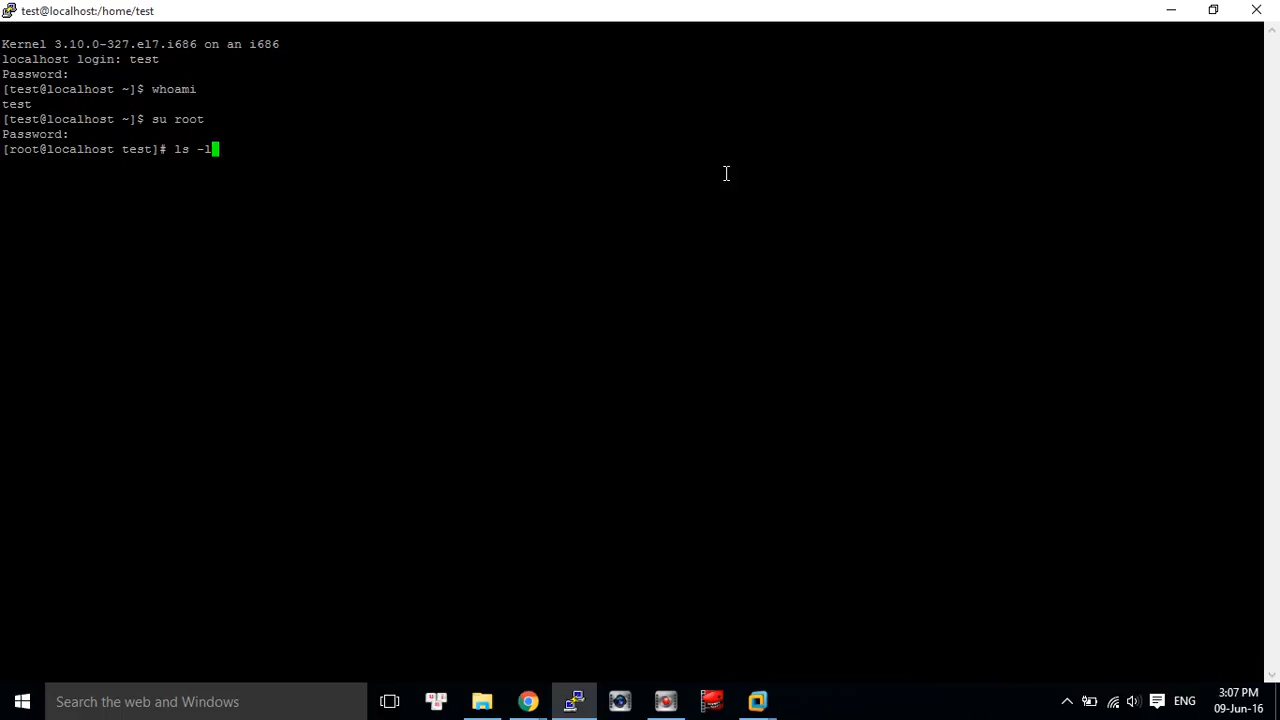 test@localhost:/home/test
Kernel 3.10.0-327.el7.i686 on an i686
localhost login: test
Password:
[test@localhost ~]$ whoami
test
[test@localhost ~]$ su root
Password:
[root@localhost test]# ls -l
Search the web and Windows
ENG
3:07 PM
09-Jun-16